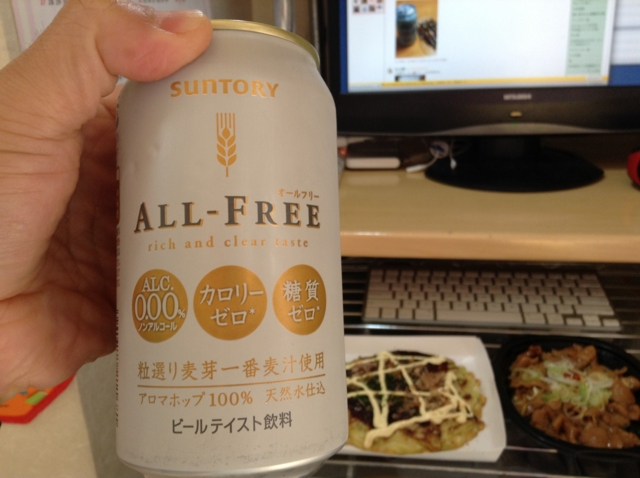 SUNTORY
オールフリー
ALL-FREE
rich and clear taste
ALC.
0.00%
ノンアルコール
カロリー
ゼロ*
糖質
ゼロ*
粒選り麦芽一番麦汁使用
アロマホップ100% 天然水仕込
ビールテイスト飲料
MITSUBISHI